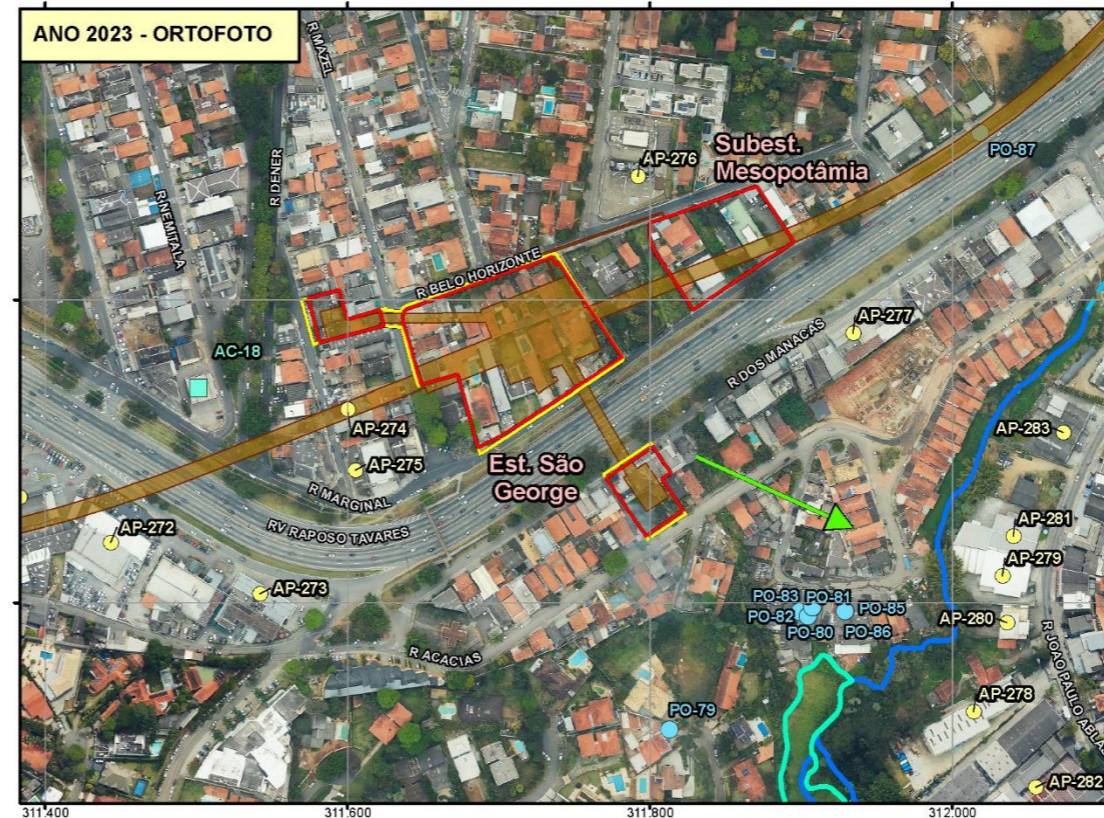 ANO 2023 - ORTOFOTO
R MAZEL
R DENER
R NEMITALA
AP-276
Subest.
Mesopotâmia
PO-87
R BELO HORIZONTE
AC-18
AP-277
R DOS MANACAS
AP-274
AP-275
AP-283
Est. São
George
R MARGINAL
RV RAPOSO TAVARES
AP-272
AP-273
AP-281
AP-279
PO-83
PO-81
PO-85
PO-82
PO-80
PO-86
AP-280
R ACACIAS
R JOAO PAULO ABLAS
PO-79
AP-278
AP-282
311.400
311.600
311.800
312.000